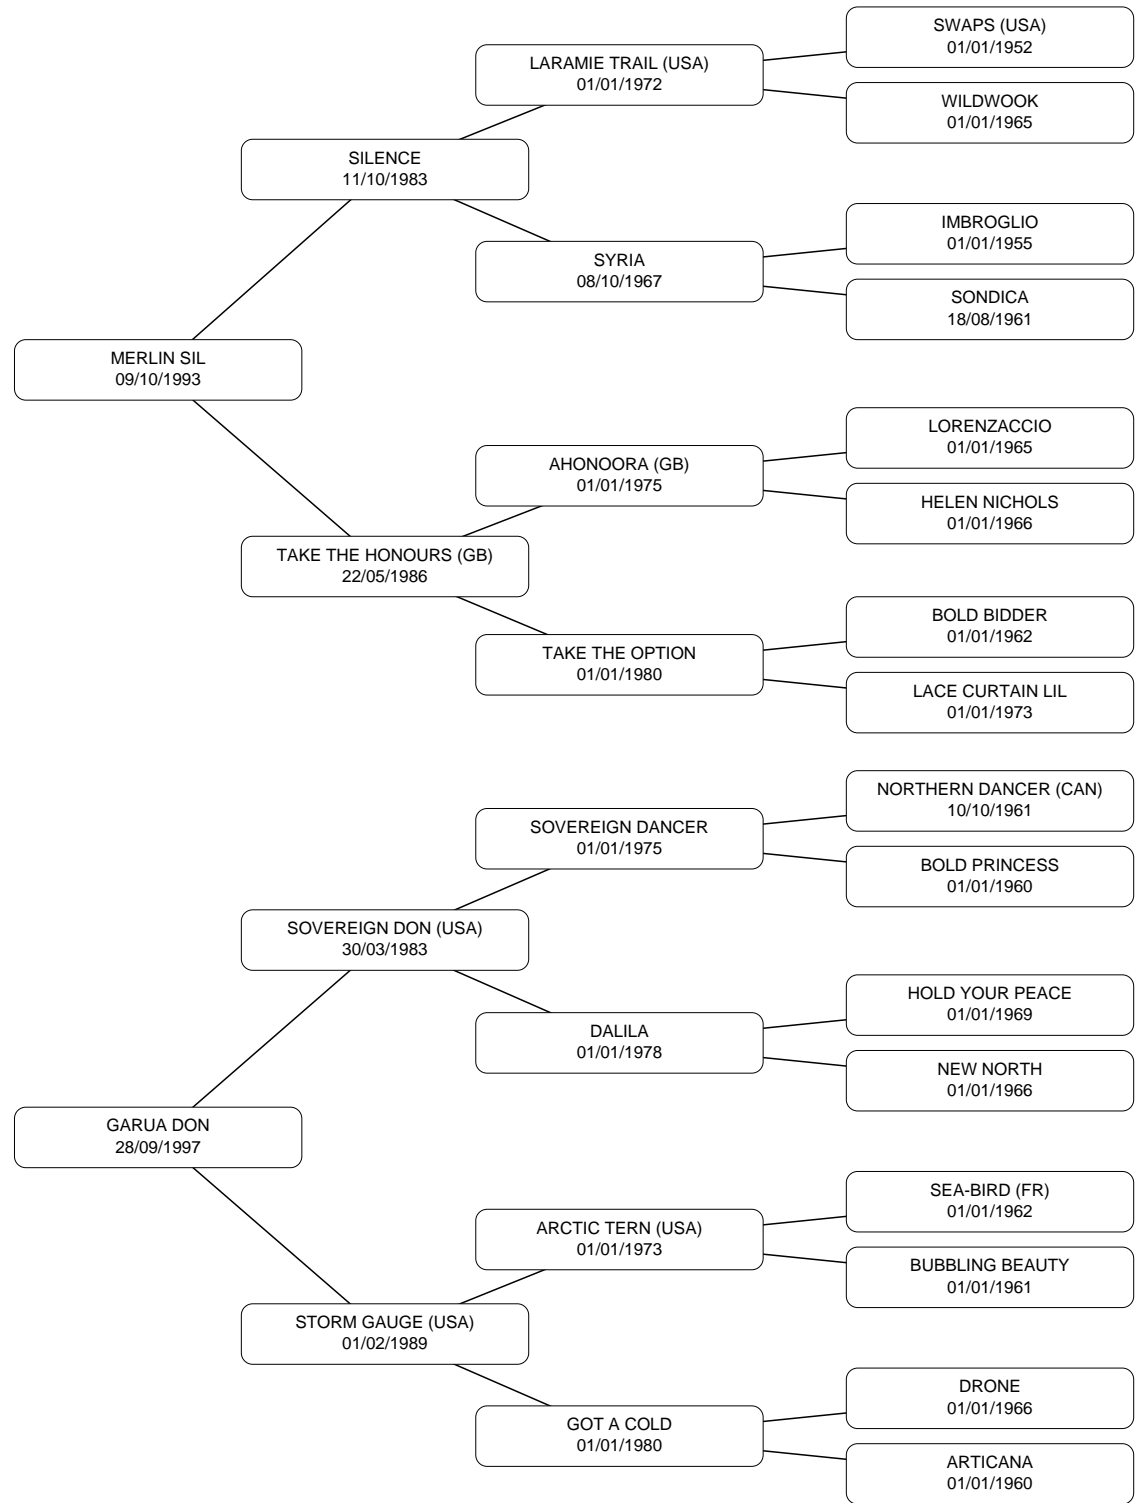 SWAPS (USA)
01/01/1952
LARAMIE TRAIL (USA)
01/01/1972
WILDWOOK
01/01/1965
SILENCE
11/10/1983
IMBROGLIO
01/01/1955
SYRIA
08/10/1967
SONDICA
18/08/1961
MERLIN SIL
09/10/1993
LORENZACCIO
01/01/1965
AHONOORA (GB)
01/01/1975
HELEN NICHOLS
01/01/1966
TAKE THE HONOURS (GB)
22/05/1986
BOLD BIDDER
01/01/1962
TAKE THE OPTION
01/01/1980
LACE CURTAIN LIL
01/01/1973
NORTHERN DANCER (CAN)
10/10/1961
SOVEREIGN DANCER
01/01/1975
BOLD PRINCESS
01/01/1960
SOVEREIGN DON (USA)
30/03/1983
HOLD YOUR PEACE
01/01/1969
DALILA
01/01/1978
NEW NORTH
01/01/1966
GARUA DON
28/09/1997
SEA-BIRD (FR)
01/01/1962
ARCTIC TERN (USA)
01/01/1973
BUBBLING BEAUTY
01/01/1961
STORM GAUGE (USA)
01/02/1989
DRONE
01/01/1966
GOT A COLD
01/01/1980
ARTICANA
01/01/1960